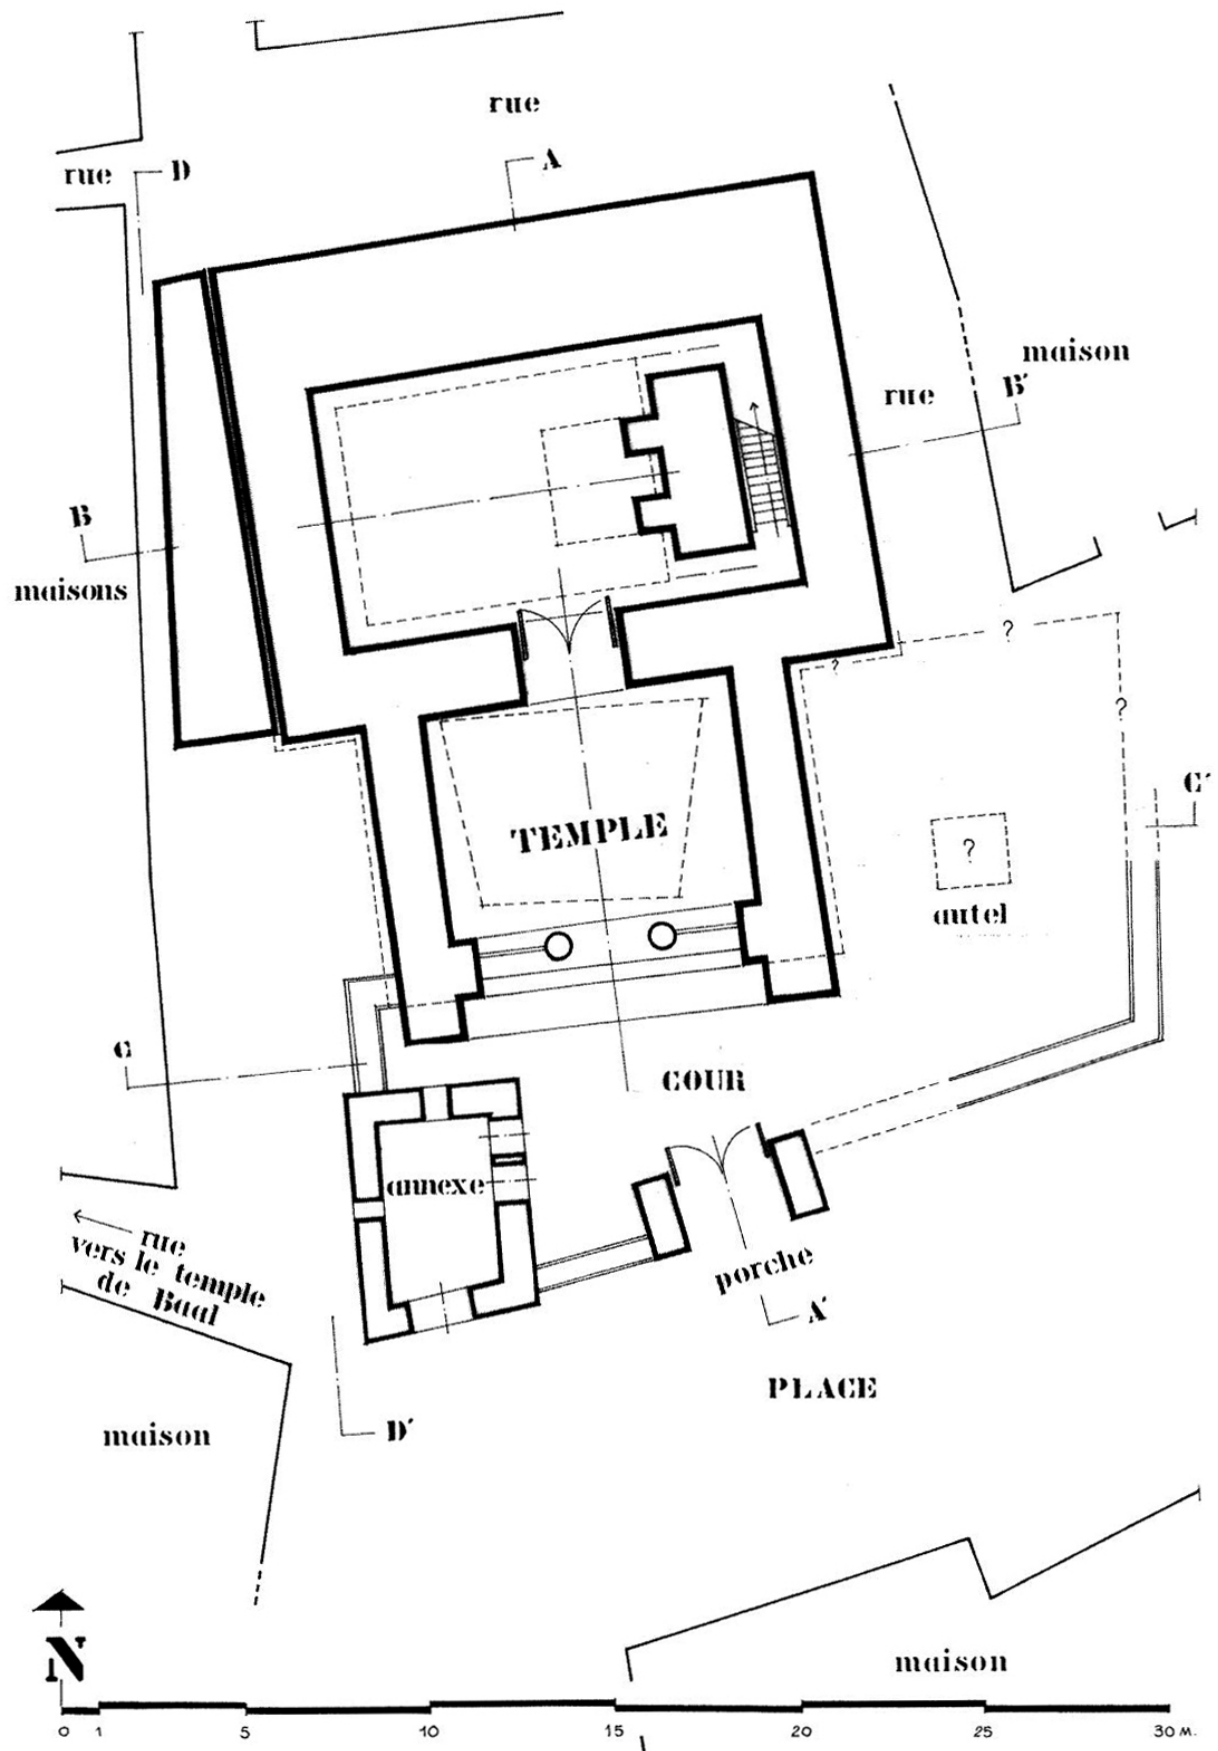 rue
rue
D
A
maison
B´
rue
B
maisons
?
?
?
C´
TEMPLE
?
autel
C
COUR
annexe
rue
vers le temple
de Baal
porche
A´
PLACE
D´
maison
N
maison
0 1 5 10 15 20 25 30 M.